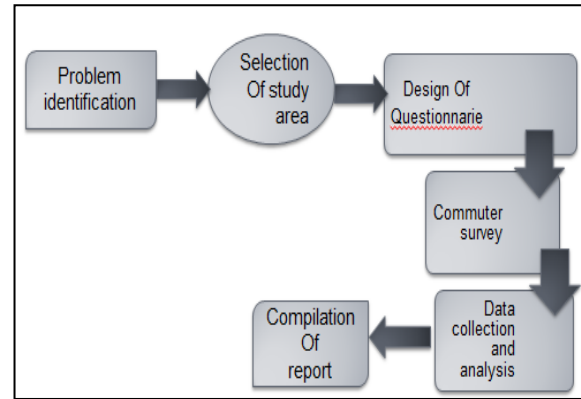 Problem
identification
Selection
Of study
area
Design Of
Questionnarie
Commuter
survey
Data
collection
and
analysis
Compilation
Of
report